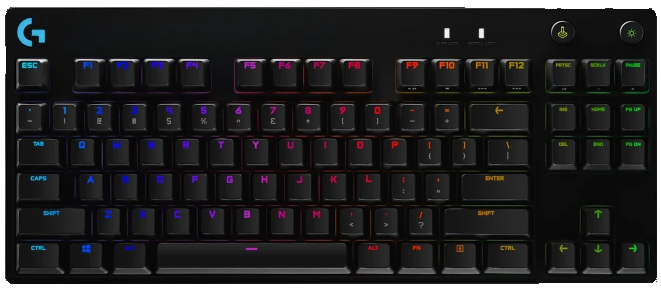 G
ESC F1 F2 F3 F4 F5 F6 F7 F8 F9 F10 F11 F12 PRTSC SCRLK PAUSE
1 2 3 4 5 6 7 8 9 0 - = ← INS HOME PG UP
~ ! % ^
TAB Q W E R T Y U I O P [ ] \ DEL END PG DN
{ } |
CAPS A S D F G H J K L ; ENTER
:
SHIFT Z X C V B N M / SHIFT ↑
< > ?
CTRL ALT ALT FN CTRL ← ↓ →